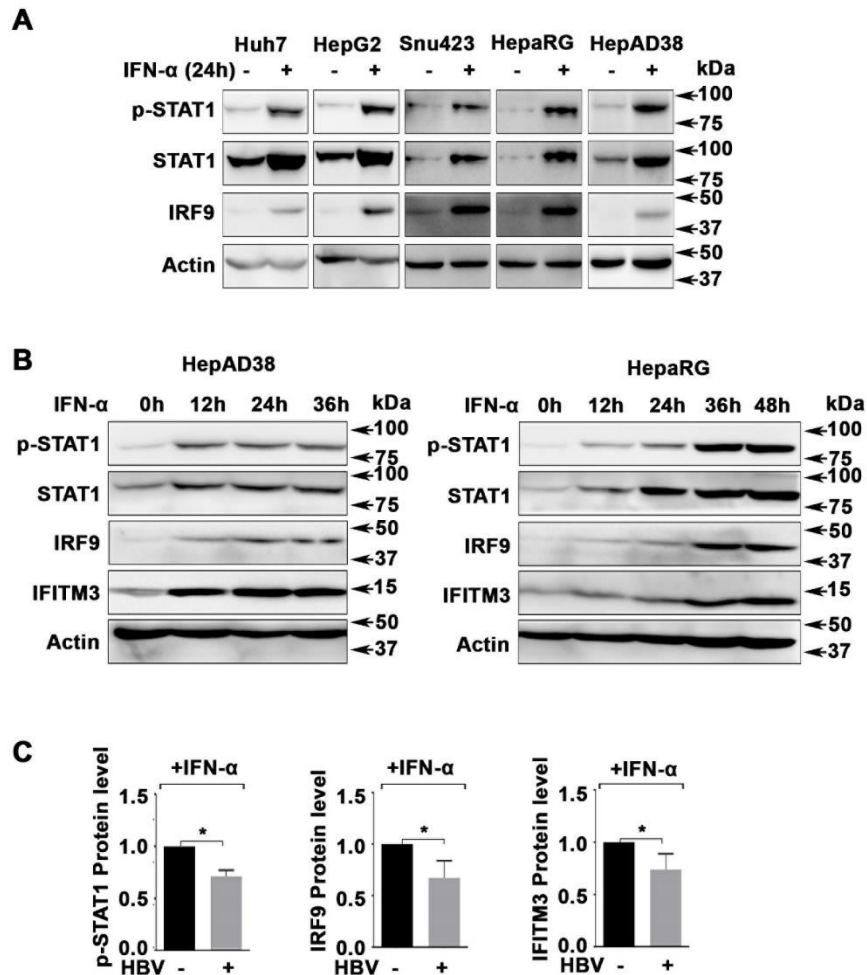 A
Huh7 HepG2 Snu423 HepaRG HepAD38
IFN-α (24h) - + - + - + - + - + kDa
p-STAT1 100
75
STAT1 100
75
IRF9 50
37
Actin 50
37
B
HepAD38
IFN-α 0h 12h 24h 36h kDa
p-STAT1 100
75
STAT1 100
75
IRF9 50
37
IFITM3 15
Actin 50
37
HepaRG
IFN-α 0h 12h 24h 36h 48h kDa
p-STAT1 100
75
STAT1 100
75
IRF9 50
37
IFITM3 15
Actin 50
37
C
+IFN-α
p-STAT1 Protein level
1.5
1.0
0.5
0.0
*
HBV - +
+IFN-α
IRF9 Protein level
1.5
1.0
0.5
0.0
*
HBV - +
+IFN-α
IFITM3 Protein level
1.5
1.0
0.5
0.0
*
HBV - +